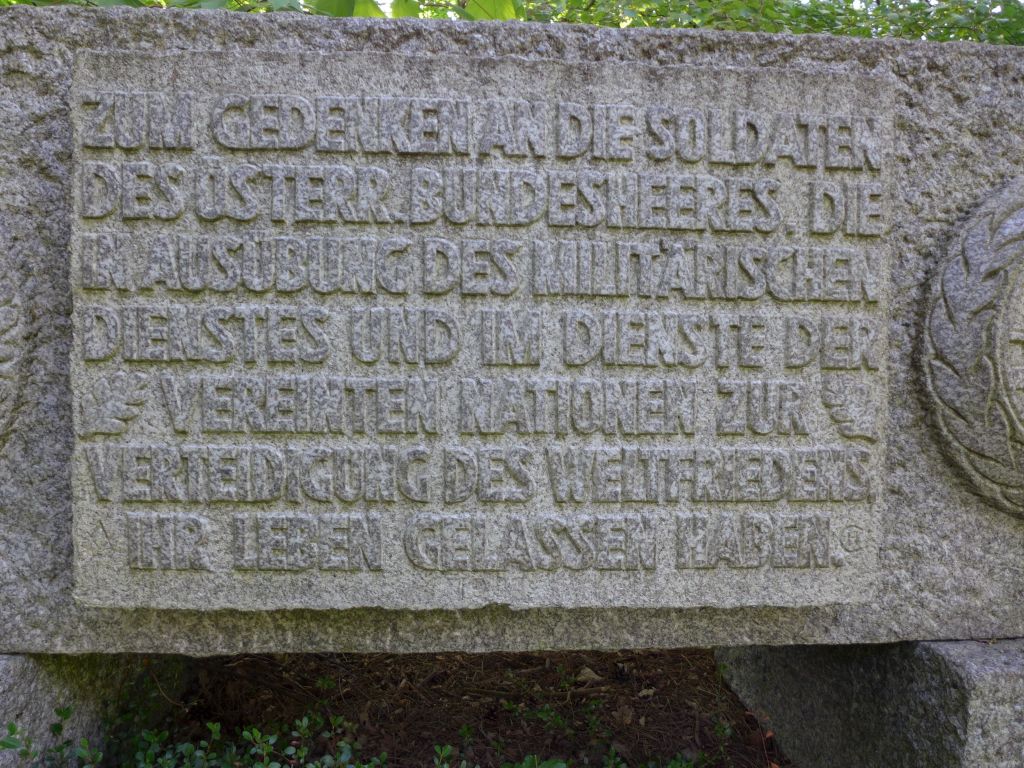 ZUM GEDENKEN AN DIE SOLDATEN
DES ÖSTERR. BUNDESHEERES, DIE
IN AUSÜBUNG DES MILITÄRISCHEN
DIENSTES UND IM DIENSTE DER
VEREINTEN NATIONEN ZUR
VERTEIDIGUNG DES WELTFRIEDENS
IHR LEBEN GELASSEN HABEN.